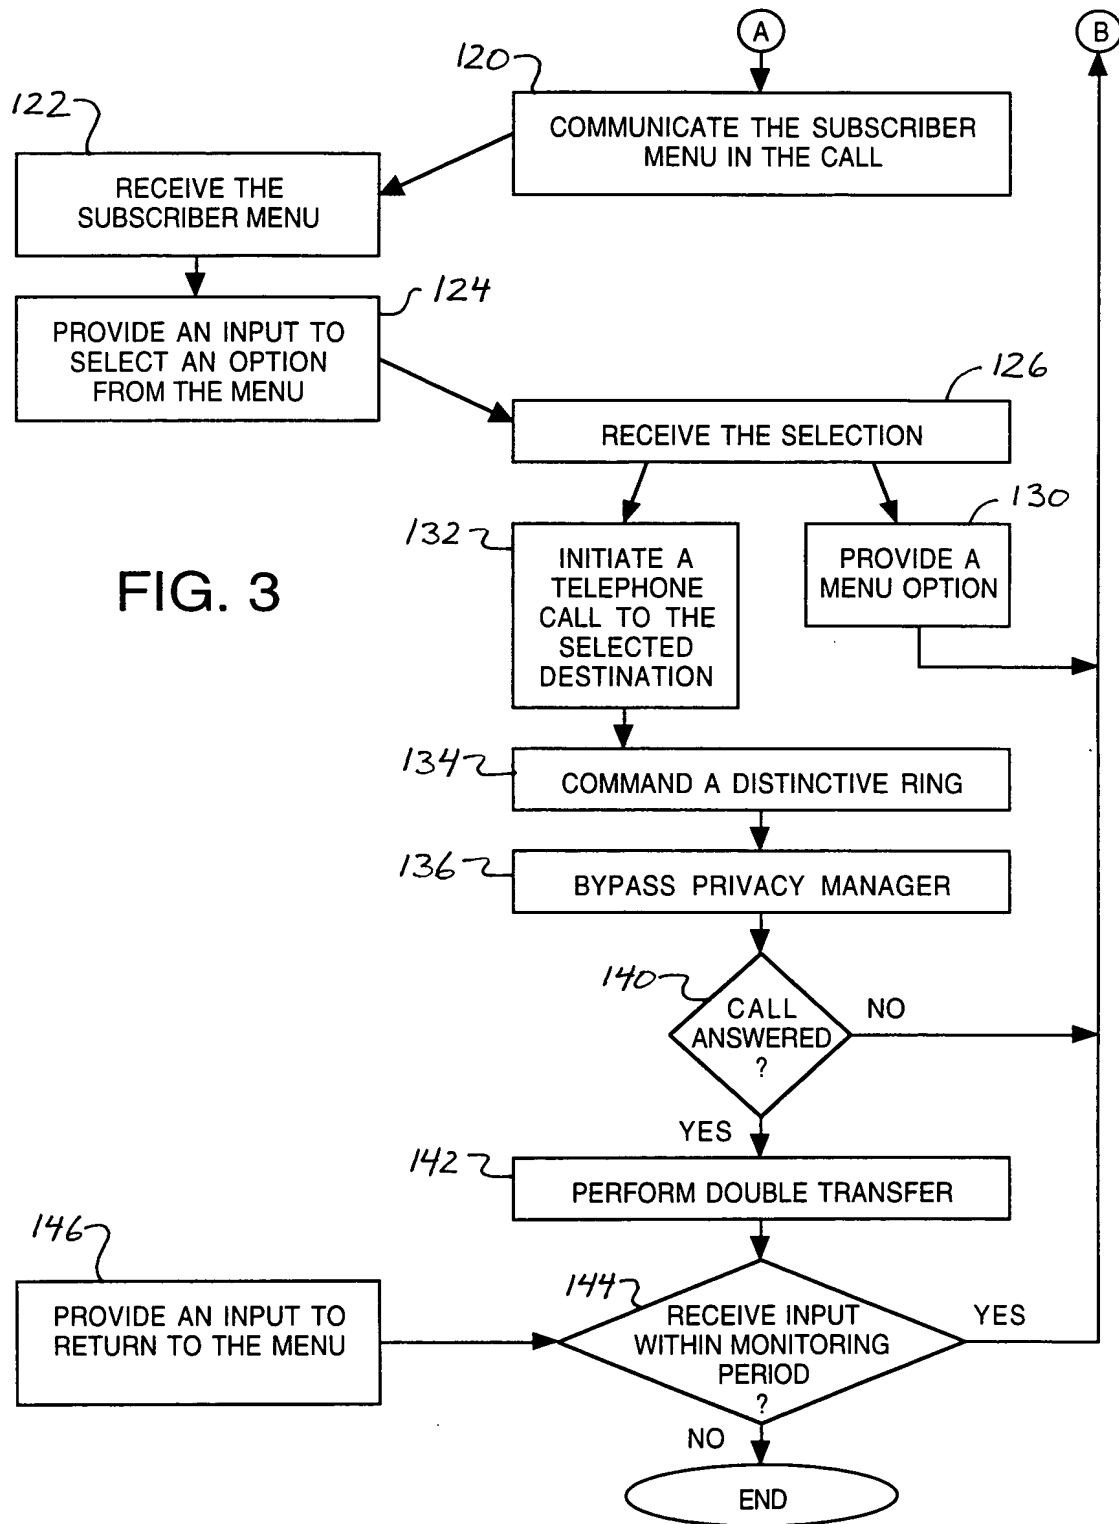 A
B
120
COMMUNICATE THE SUBSCRIBER
MENU IN THE CALL
122
RECEIVE THE
SUBSCRIBER MENU
124
PROVIDE AN INPUT TO
SELECT AN OPTION
FROM THE MENU
126
RECEIVE THE SELECTION
132
INITIATE A
TELEPHONE
CALL TO THE
SELECTED
DESTINATION
130
PROVIDE A
MENU OPTION
FIG. 3
134
COMMAND A DISTINCTIVE RING
136
BYPASS PRIVACY MANAGER
140
CALL
ANSWERED
?
NO
YES
142
PERFORM DOUBLE TRANSFER
146
PROVIDE AN INPUT TO
RETURN TO THE MENU
144
RECEIVE INPUT
WITHIN MONITORING
PERIOD
?
YES
NO
END